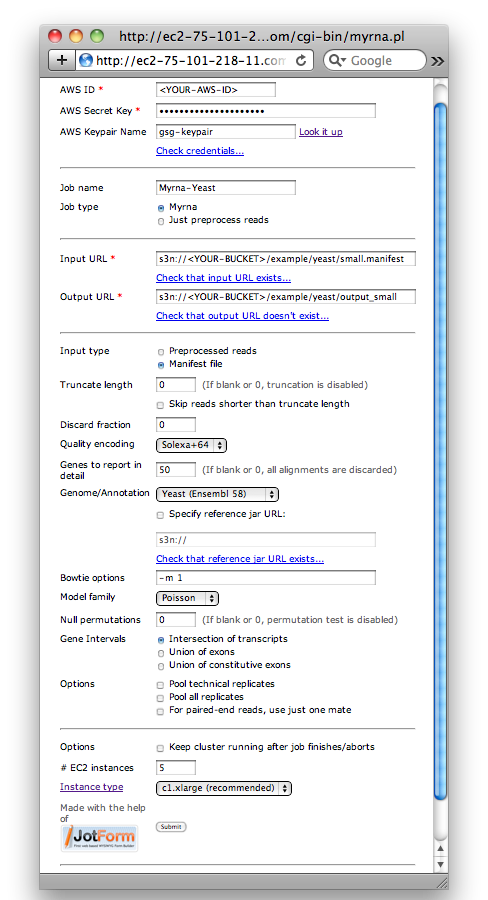 http://ec2-75-101-2...om/cgi-bin/myrna.pl
http://ec2-75-101-218-11.com
Google
AWS ID * <YOUR-AWS-ID>
AWS Secret Key * •••••••••••••••••••••
AWS Keypair Name gsg-keypair Look it up
Check credentials...
Job name Myrna-Yeast
Job type Myrna
Just preprocess reads
Input URL * s3n://<YOUR-BUCKET>/example/yeast/small.manifest
Check that input URL exists...
Output URL * s3n://<YOUR-BUCKET>/example/yeast/output_small
Check that output URL doesn't exist...
Input type Preprocessed reads
Manifest file
Truncate length 0 (If blank or 0, truncation is disabled)
Skip reads shorter than truncate length
Discard fraction 0
Quality encoding Solexa+64
Genes to report in
detail 50 (If blank or 0, all alignments are discarded)
Genome/Annotation Yeast (Ensembl 58)
Specify reference jar URL:
s3n://
Check that reference jar URL exists...
Bowtie options -m 1
Model family Poisson
Null permutations 0 (If blank or 0, permutation test is disabled)
Gene Intervals Intersection of transcripts
Union of exons
Union of constitutive exons
Options Pool technical replicates
Pool all replicates
For paired-end reads, use just one mate
Options Keep cluster running after job finishes/aborts
# EC2 instances 5
Instance type c1.xlarge (recommended)
Made with the help
of
JotForm
Submit